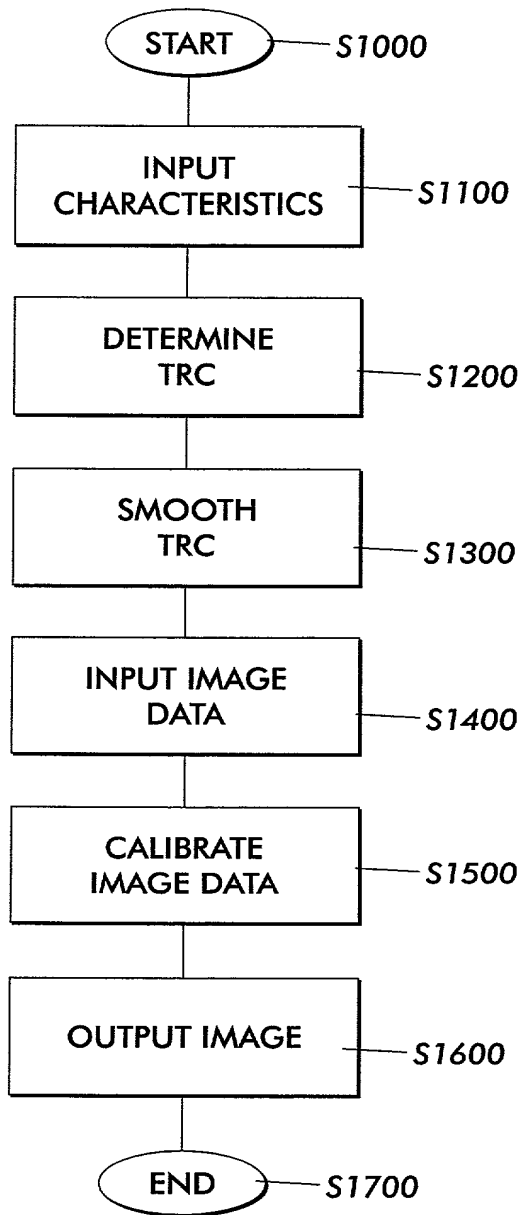 START
S1000
INPUT
CHARACTERISTICS
S1100
DETERMINE
TRC
S1200
SMOOTH
TRC
S1300
INPUT IMAGE
DATA
S1400
CALIBRATE
IMAGE DATA
S1500
OUTPUT IMAGE
S1600
END
S1700